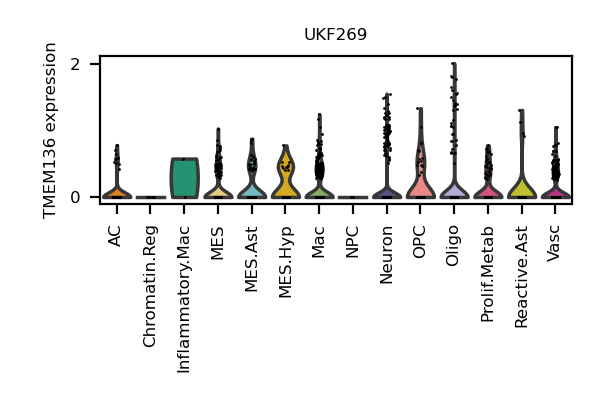 UKF269
TMEM136 expression
2
0
AC
Chromatin.Reg
Inflammatory.Mac
MES
MES.Ast
MES.Hyp
Mac
NPC
Neuron
OPC
Oligo
Prolif.Metab
Reactive.Ast
Vasc